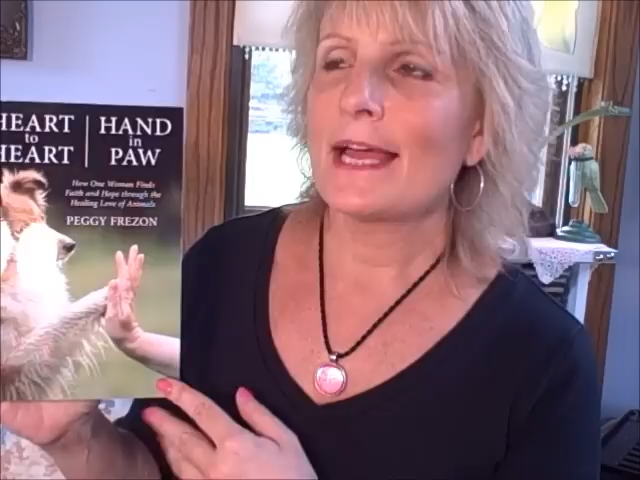 HEART | HAND
to in
HEART | PAW
How One Woman Finds
Faith and Hope through the
Healing Love of Animals
PEGGY FREZON